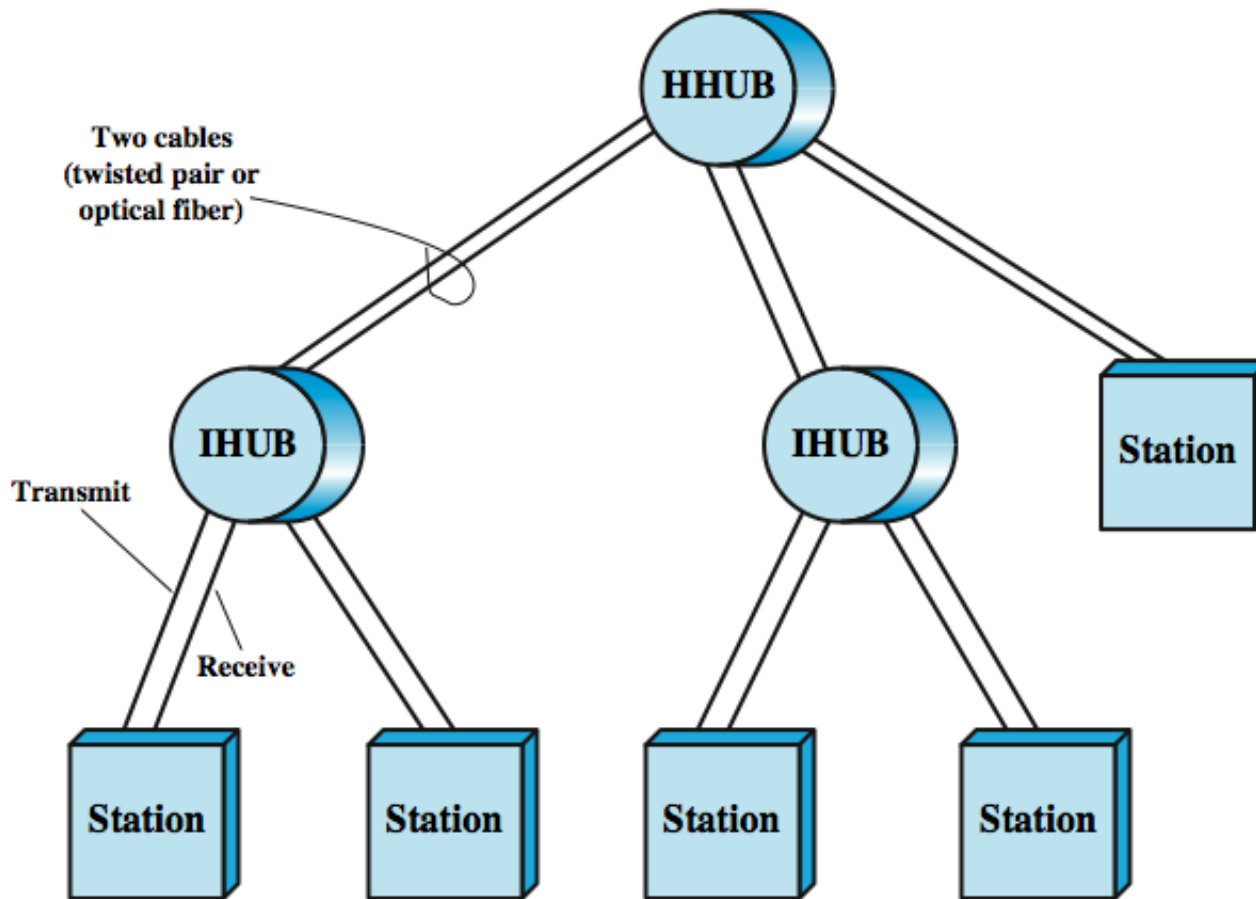 HHUB
Two cables
(twisted pair or
optical fiber)
IHUB
IHUB
Station
Transmit
Receive
Station
Station
Station
Station